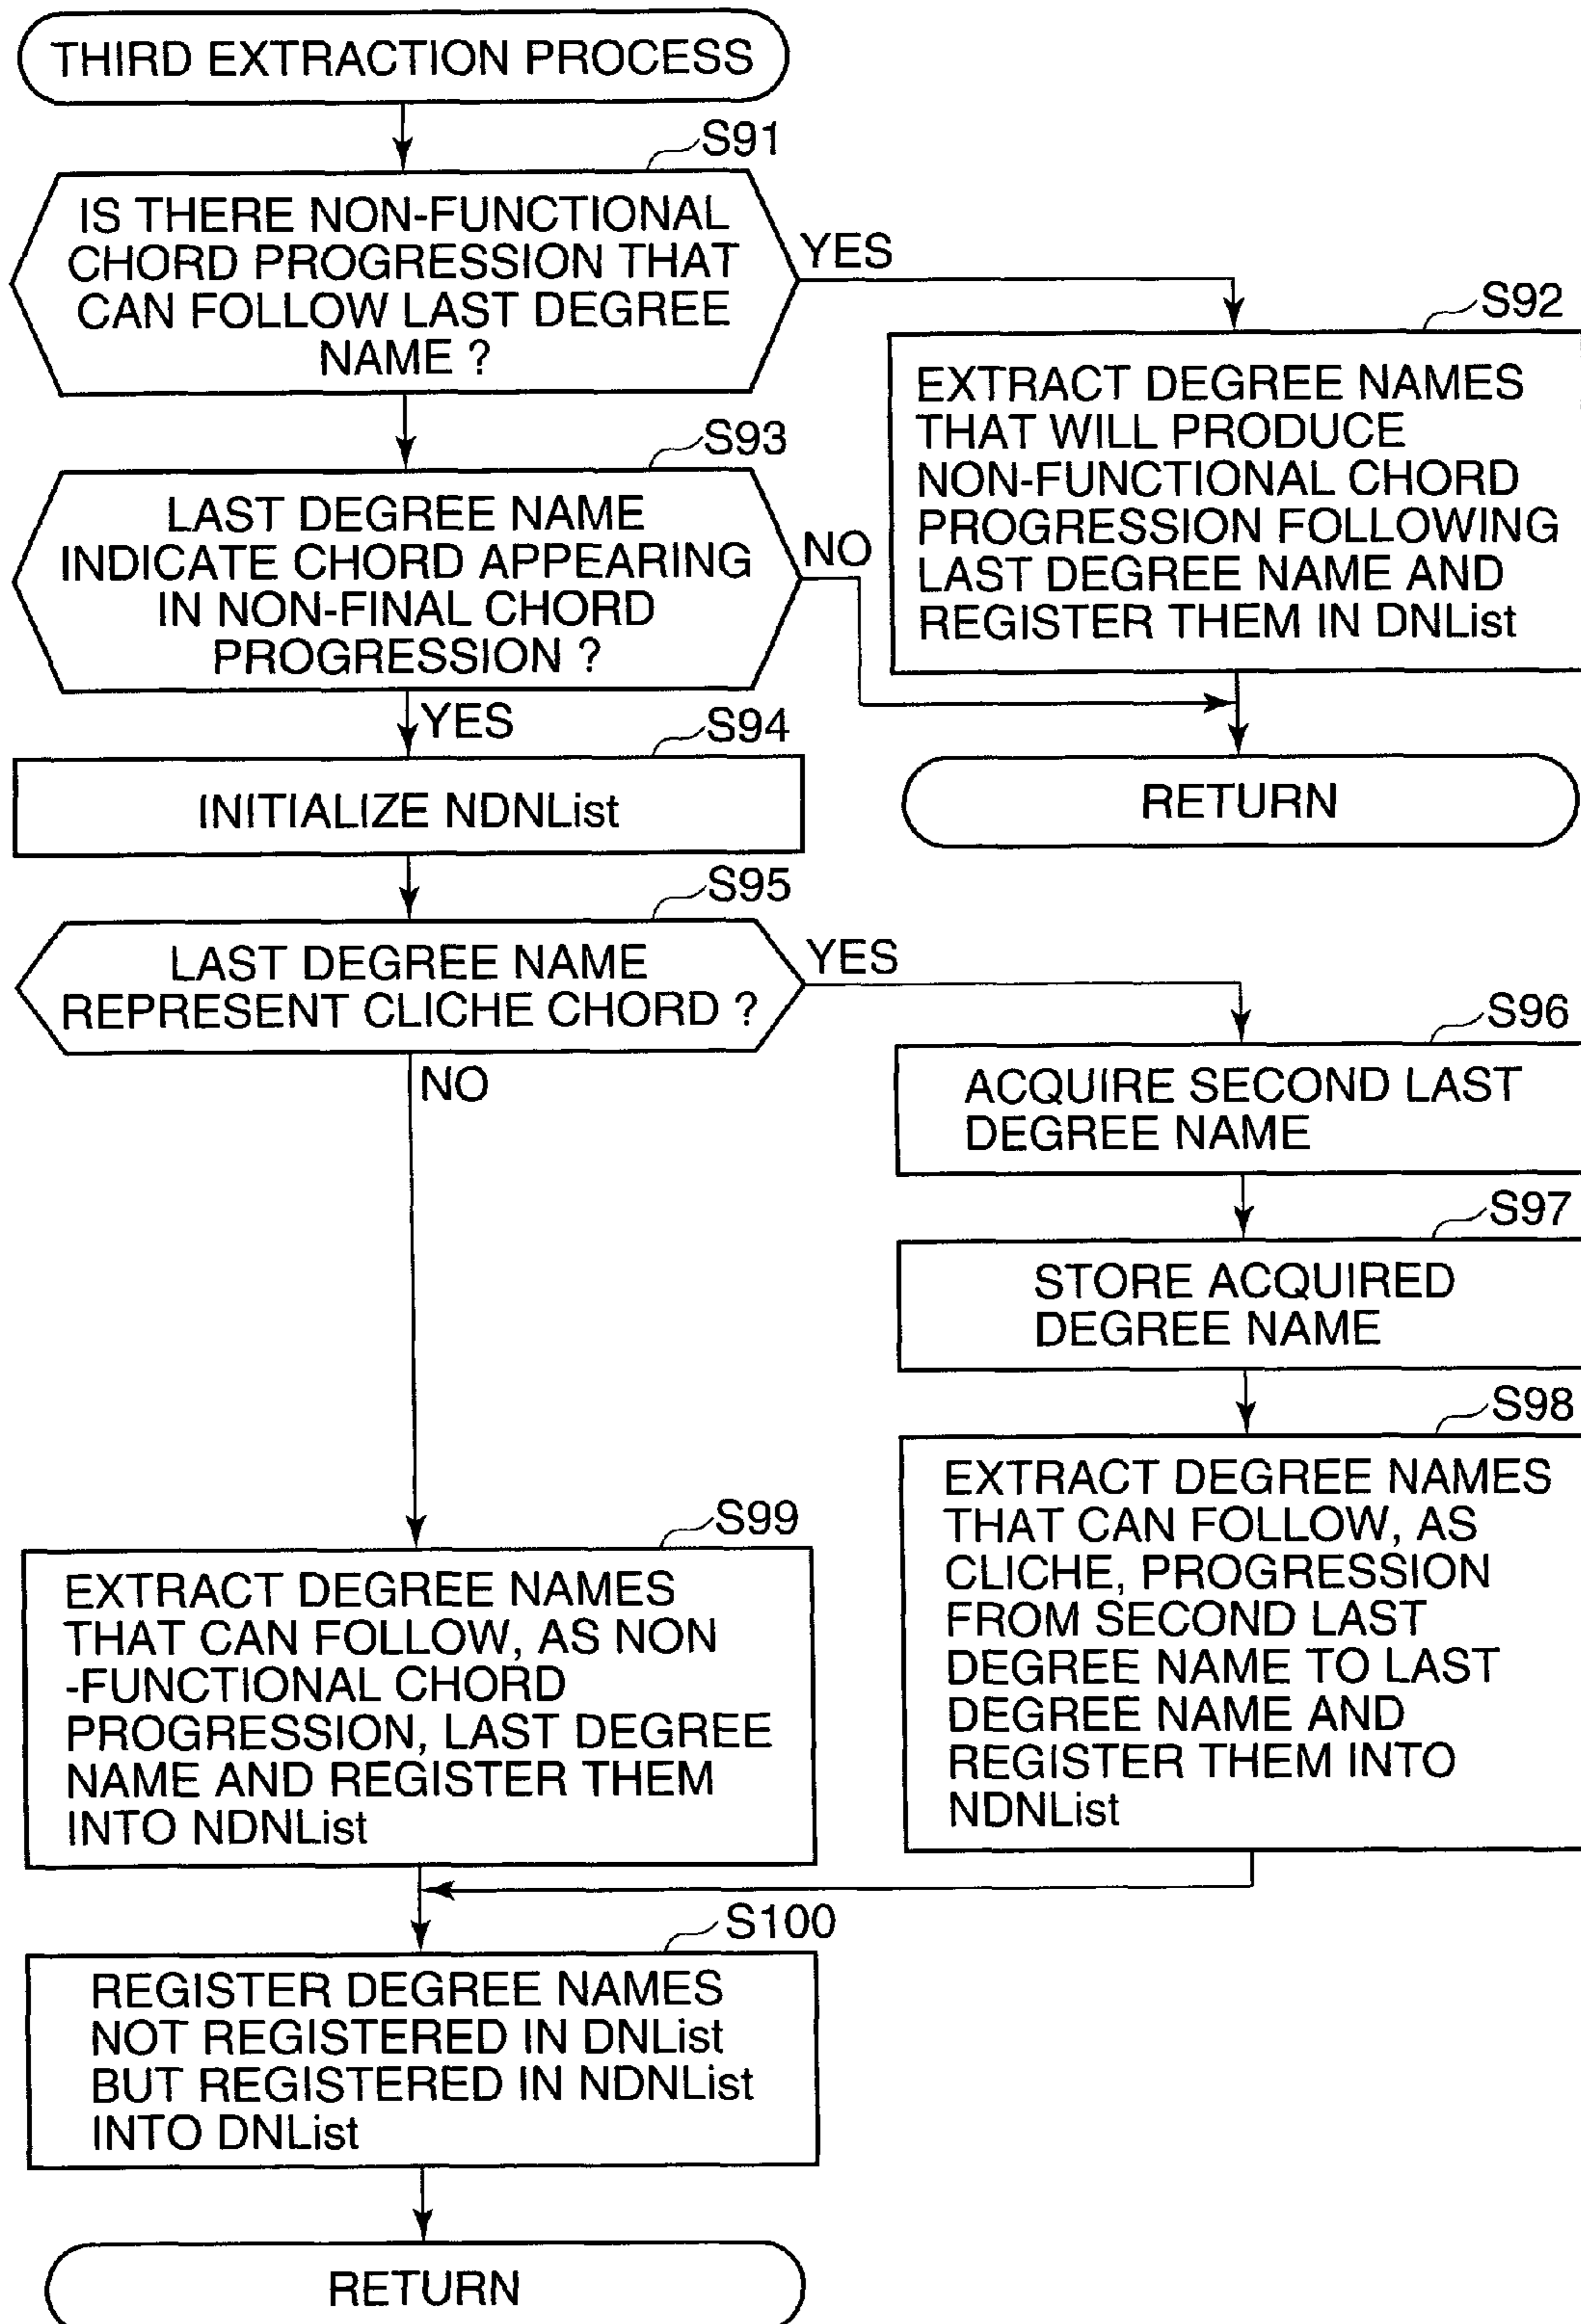 THIRD EXTRACTION PROCESS
S91
IS THERE NON-FUNCTIONAL
CHORD PROGRESSION THAT
CAN FOLLOW LAST DEGREE
NAME ?
YES
S92
EXTRACT DEGREE NAMES
THAT WILL PRODUCE
NON-FUNCTIONAL CHORD
PROGRESSION FOLLOWING
LAST DEGREE NAME AND
REGISTER THEM IN DNList
S93
LAST DEGREE NAME
INDICATE CHORD APPEARING
IN NON-FINAL CHORD
PROGRESSION ?
NO
YES
RETURN
S94
INITIALIZE NDNList
S95
LAST DEGREE NAME
REPRESENT CLICHE CHORD ?
YES
NO
S96
ACQUIRE SECOND LAST
DEGREE NAME
S97
STORE ACQUIRED
DEGREE NAME
S98
EXTRACT DEGREE NAMES
THAT CAN FOLLOW, AS
CLICHE, PROGRESSION
FROM SECOND LAST
DEGREE NAME TO LAST
DEGREE NAME AND
REGISTER THEM INTO
NDNList
S99
EXTRACT DEGREE NAMES
THAT CAN FOLLOW, AS NON
-FUNCTIONAL CHORD
PROGRESSION, LAST DEGREE
NAME AND REGISTER THEM
INTO NDNList
S100
REGISTER DEGREE NAMES
NOT REGISTERED IN DNList
BUT REGISTERED IN NDNList
INTO DNList
RETURN